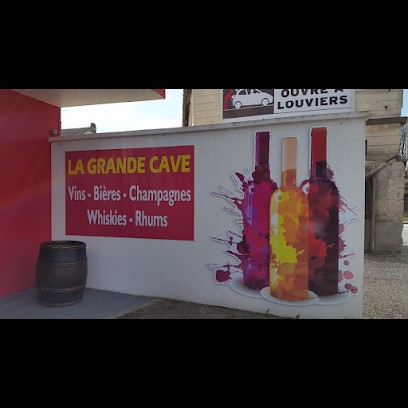 OUVRE À
LOUVIERS
LA GRANDE CAVE
Vins - Bières - Champagnes
Whiskies - Rhums